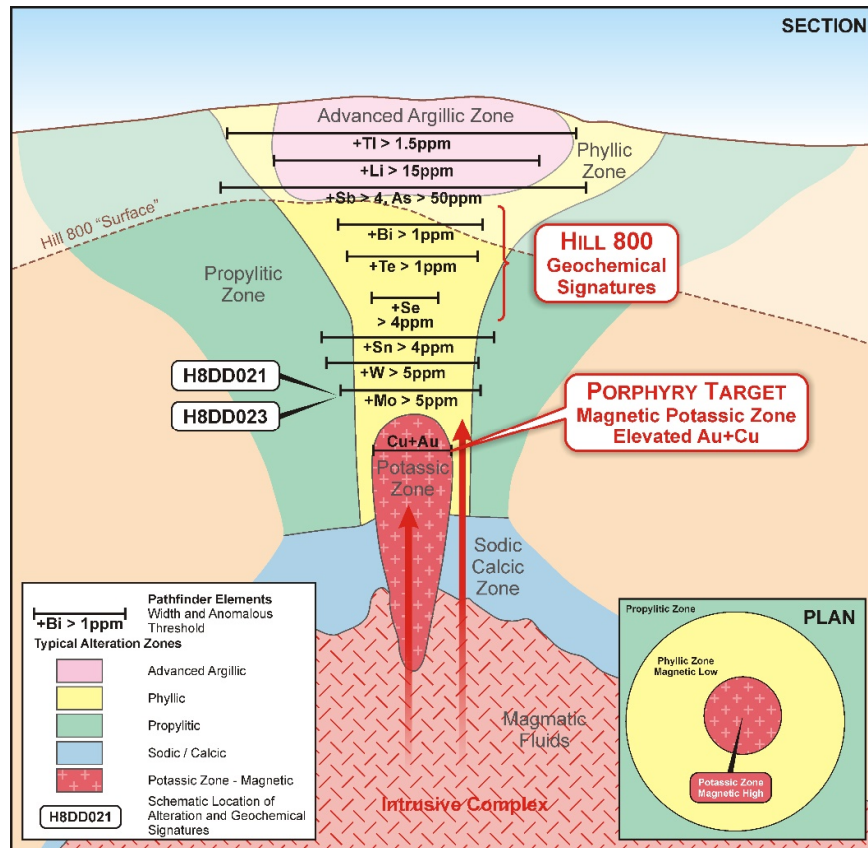 SECTION
Advanced Argillic Zone
+Tl > 1.5ppm
Phyllic
Zone
+Li > 15ppm
+Sb > 4, As > 50ppm
Hill 800 "Surface"
+Bi > 1ppm
HILL 800
Geochemical
Signatures
Propylitic
Zone
+Te > 1ppm
+Se
> 4ppm
+Sn > 4ppm
+W > 5ppm
H8DD021
+Mo > 5ppm
H8DD023
PORPHYRY TARGET
Magnetic Potassic Zone
Elevated Au+Cu
Cu+Au
Potassic
Zone
Sodic
Calcic
Zone
Magmatic
Fluids
Intrusive Complex
+Bi > 1ppm
Pathfinder Elements
Width and Anomalous
Threshold
Typical Alteration Zones
Advanced Argillic
Phyllic
Propylitic
Sodic / Calcic
Potassic Zone - Magnetic
H8DD021
Schematic Location of
Alteration and Geochemical
Signatures
Propylitic Zone
PLAN
Phyllic Zone
Magnetic Low
Potassic Zone
Magnetic High